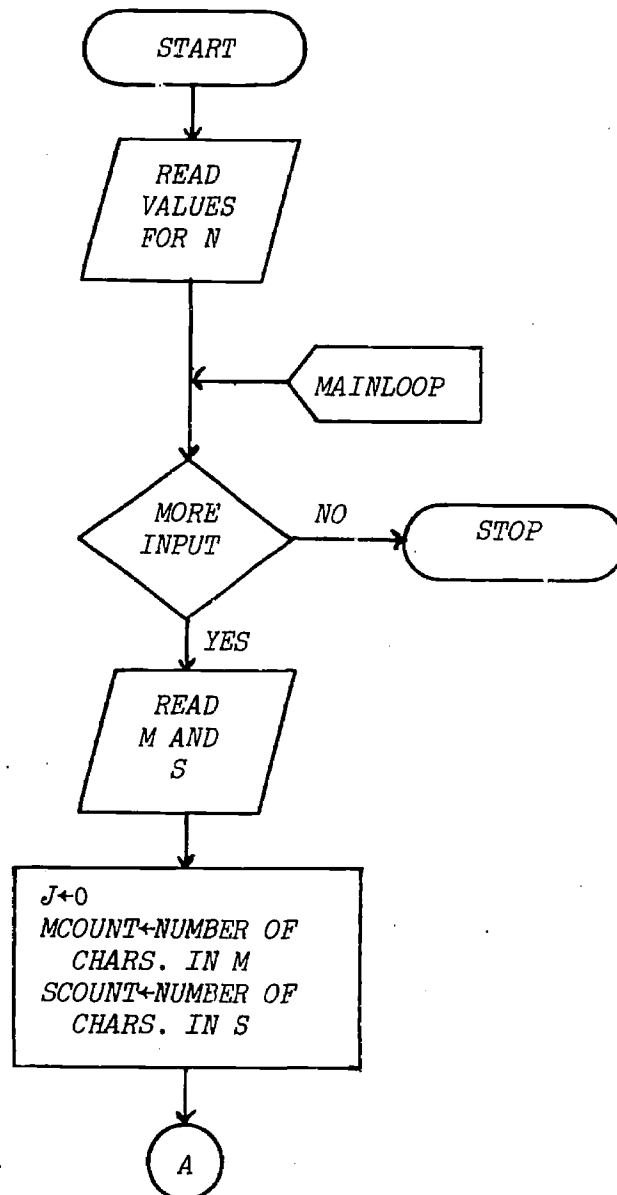 START
READ
VALUES
FOR N
MAINLOOP
MORE
INPUT
NO
STOP
YES
READ
M AND
S
J←0
MCOUNT←NUMBER OF
CHARS. IN M
SCOUNT←NUMBER OF
CHARS. IN S
A